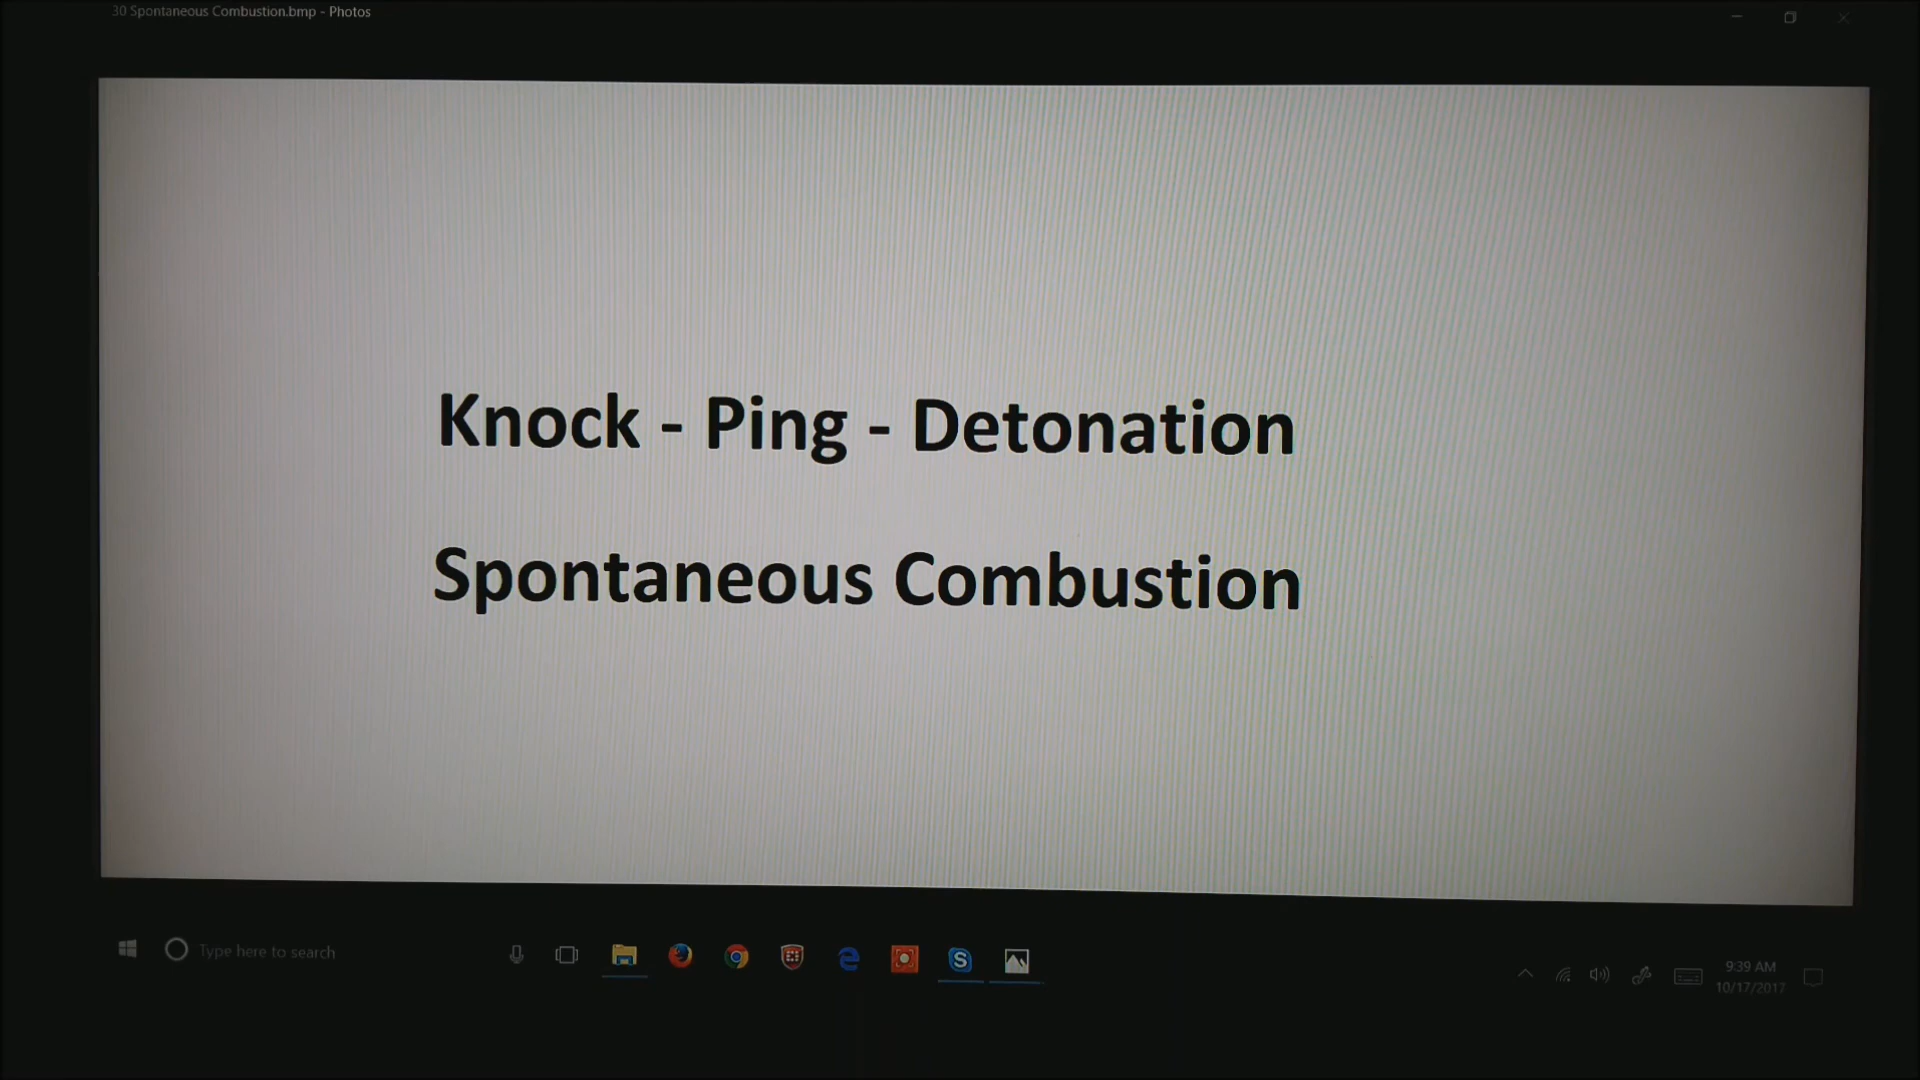 30 Spontaneous Combustion.bmp - Photos
Knock - Ping - Detonation
Spontaneous Combustion
Type here to search
S
9:39 AM
10/17/2017